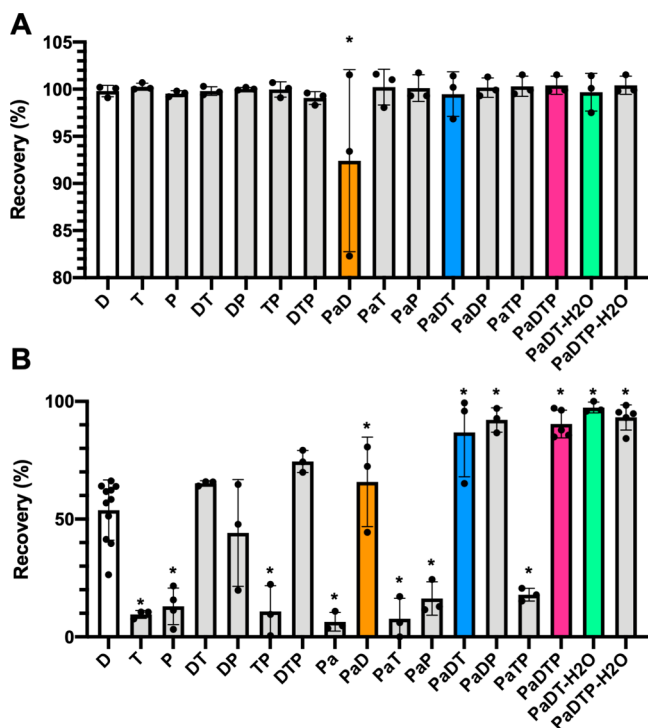 A
105
100
95
90
85
80
Recovery (%)
*
D T P DT DP TP DTP PaD PaT PaP PaDT PaDP PaTP PaDTP PaDT-H2O PaDTP-H2O
B
100
50
0
Recovery (%)
* * * * * * * * * * * * *
D T P DT DP TP DTP Pa PaD PaT PaP PaDT PaDP PaTP PaDTP PaDT-H2O PaDTP-H2O